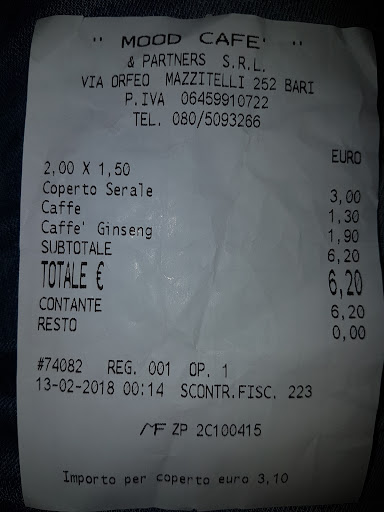 " MOOD CAFE' "
& PARTNERS S.R.L.
VIA ORFEO MAZZITELLI 252 BARI
P.IVA 06459910722
TEL. 080/5093266
EURO
2,00 X 1,50
Coperto Serale 3,00
Caffe 1,30
Caffe' Ginseng 1,90
SUBTOTALE 6,20
TOTALE € 6,20
CONTANTE 6,20
RESTO 0,00
#74082 REG. 001 OP. 1
13-02-2018 00:14 SCONTR.FISC. 223
MF ZP 2C100415
Importo per coperto euro 3,10